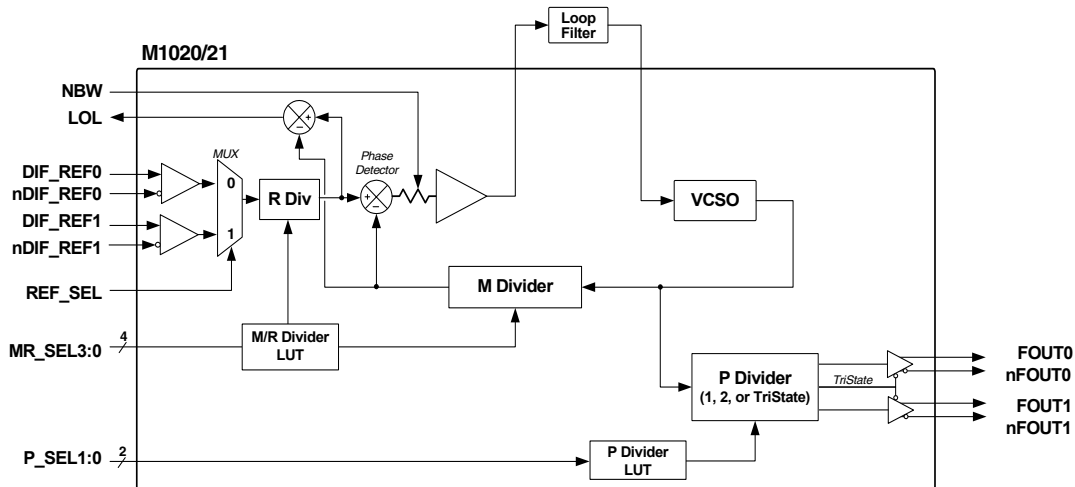 Loop
Filter
M1020/21
NBW
LOL
MUX
Phase
Detector
+
–
DIF_REF0
nDIF_REF0
0
R Div
+
–
VCSO
DIF_REF1
nDIF_REF1
1
REF_SEL
M Divider
4
MR_SEL3:0
M/R Divider
LUT
P Divider
(1, 2, or TriState)
TriState
FOUT0
nFOUT0
FOUT1
nFOUT1
2
P_SEL1:0
P Divider
LUT